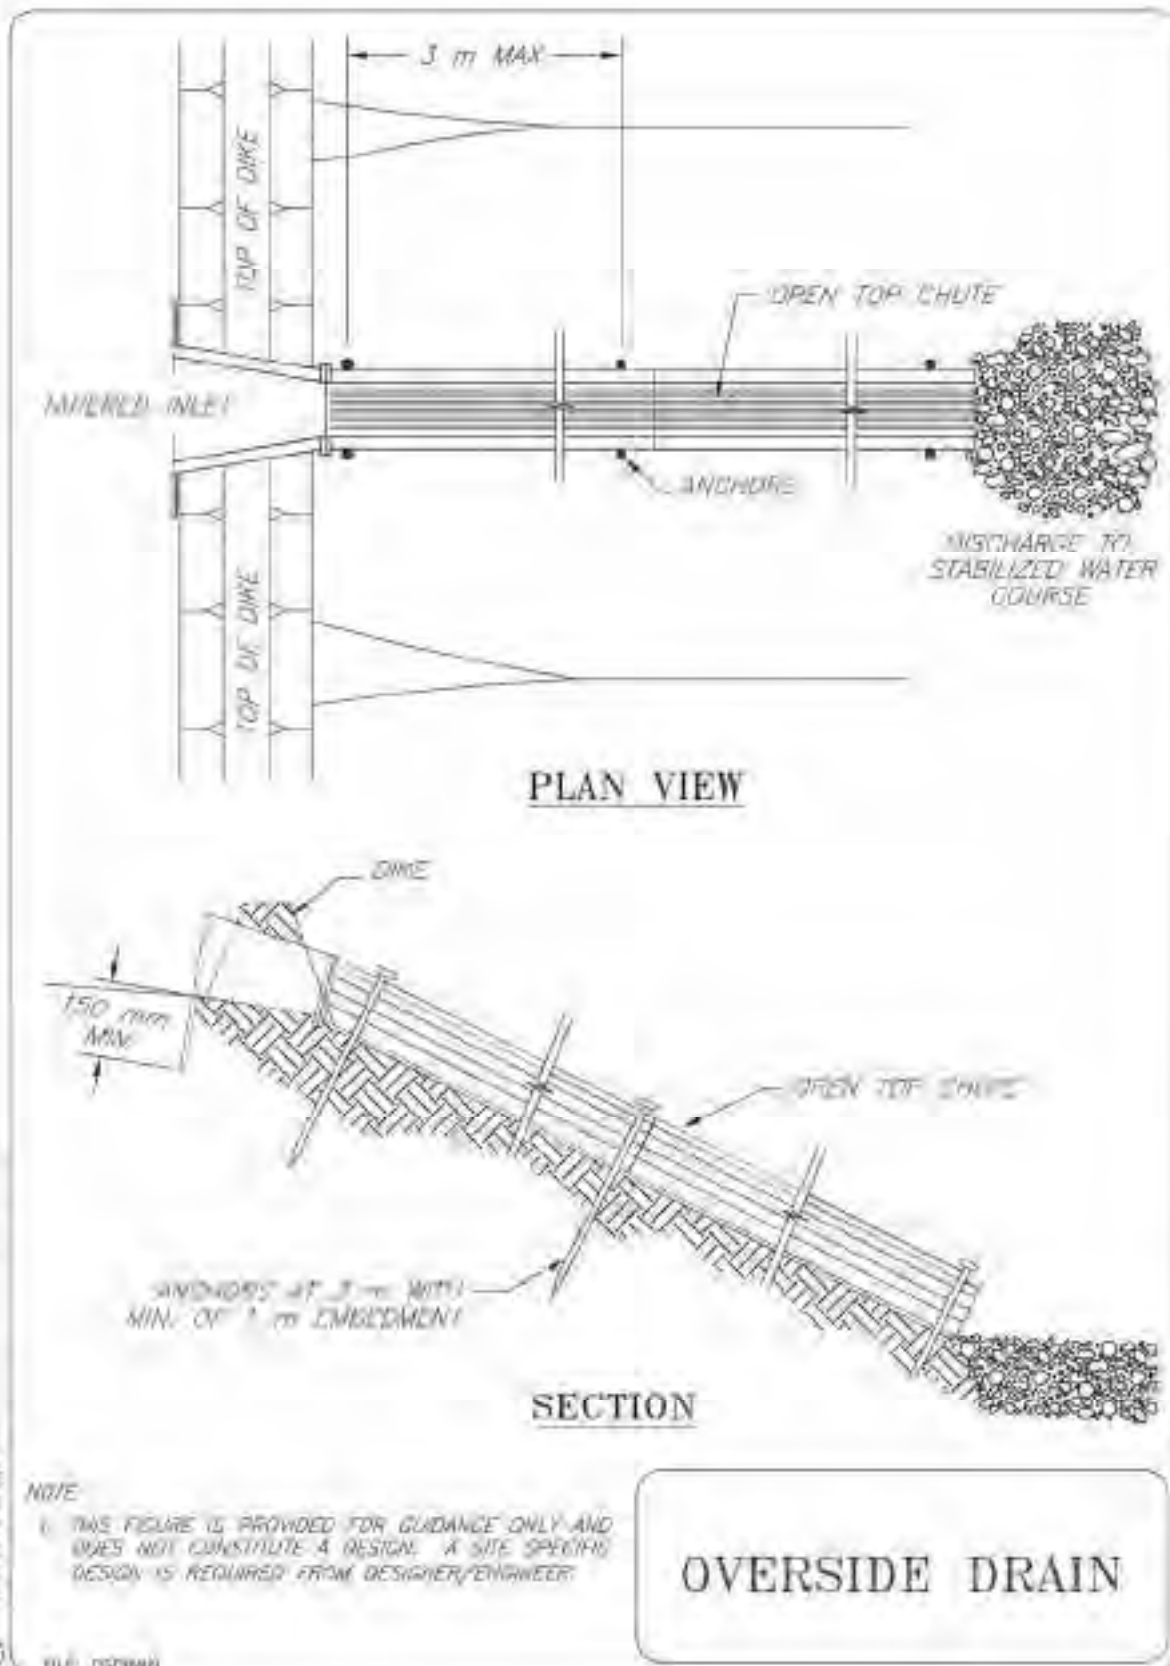 3 m MAX
TOP OF DIKE
OPEN TOP CHUTE
INLET
ANCHORS
DISCHARGE TO
STABILIZED WATER
COURSE
TOP OF DIKE
PLAN VIEW
DIKE
150 mm
MIN.
OPEN TOP CHUTE
ANCHORS AT 3 m WITH
MIN. OF 1 m EMBEDMENT
SECTION
NOTE
1. THIS FIGURE IS PROVIDED FOR GUIDANCE ONLY AND
DOES NOT CONSTITUTE A DESIGN. A SITE SPECIFIC
DESIGN IS REQUIRED FROM DESIGNER/ENGINEER.
OVERSIDE DRAIN
FILE: